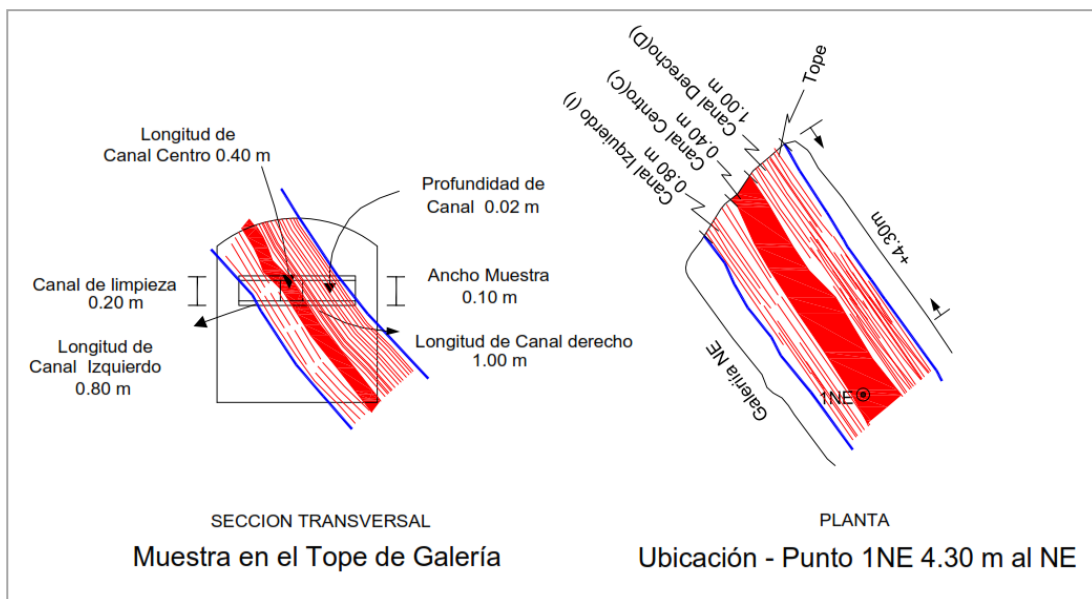 Longitud de
Canal Centro 0.40 m
Profundidad de
Canal 0.02 m
Canal de limpieza
0.20 m
Ancho Muestra
0.10 m
Longitud de
Canal Izquierdo
0.80 m
Longitud de Canal derecho
1.00 m
SECCION TRANSVERSAL
Muestra en el Tope de Galería
Canal Izquierdo (I)
0.80 m
Canal Centro(C)
0.40 m
Canal Derecho(D)
1.00 m
Tope
+4.30m
Galeriía NE
1NE
PLANTA
Ubicación - Punto 1NE 4.30 m al NE